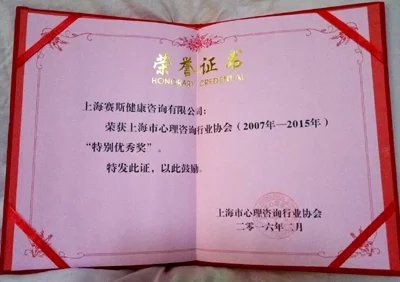 荣誉证书
HONORARY CREDENTIAL
上海赛斯健康咨询有限公司:
荣获上海市心理咨询行业协会(2007年—2015年)
“特别优秀奖”。
特发此证，以此鼓励。
上海市心理咨询行业协会
二〇一六年二月